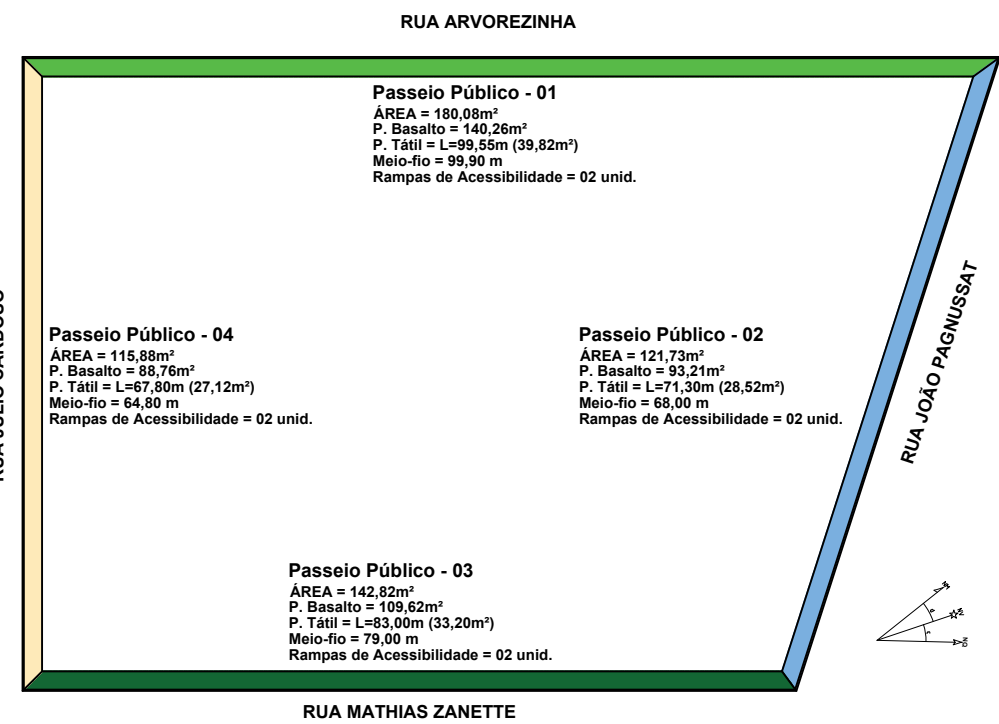 RUA ARVOREZINHA
Passeio Público - 01
ÁREA = 180,08m²
P. Basalto = 140,26m²
P. Tátil = L=99,55m (39,82m²)
Meio-fio = 99,90 m
Rampas de Acessibilidade = 02 unid.
RUA JOÃO PAGNUSSAT
Passeio Público - 04
ÁREA = 115,88m²
P. Basalto = 88,76m²
P. Tátil = L=67,80m (27,12m²)
Meio-fio = 64,80 m
Rampas de Acessibilidade = 02 unid.
Passeio Público - 02
ÁREA = 121,73m²
P. Basalto = 93,21m²
P. Tátil = L=71,30m (28,52m²)
Meio-fio = 68,00 m
Rampas de Acessibilidade = 02 unid.
Passeio Público - 03
ÁREA = 142,82m²
P. Basalto = 109,62m²
P. Tátil = L=83,00m (33,20m²)
Meio-fio = 79,00 m
Rampas de Acessibilidade = 02 unid.
RUA MATHIAS ZANETTE